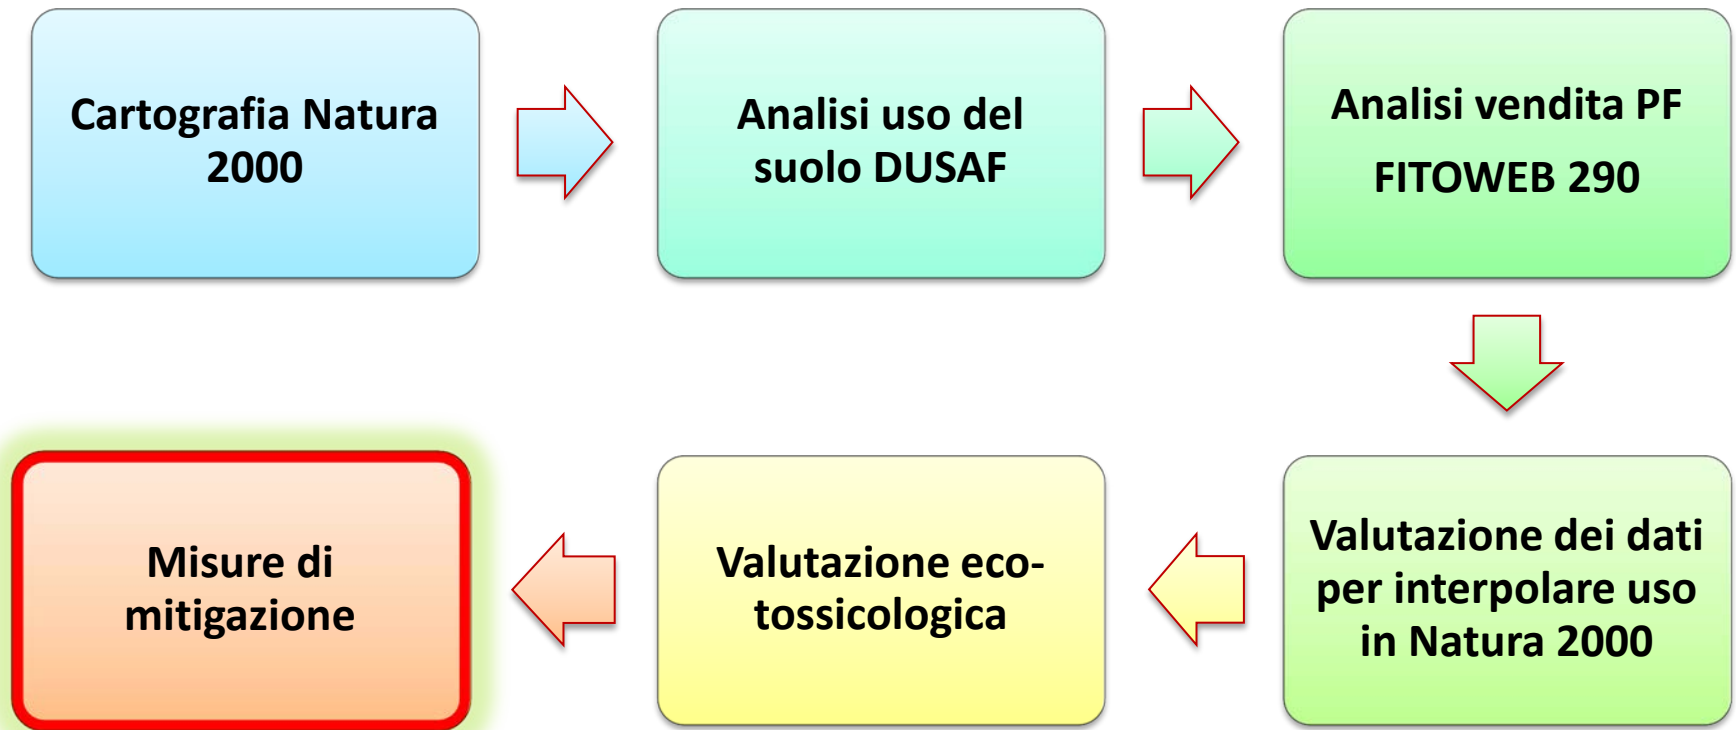 Cartografia Natura
2000
Analisi uso del
suolo DUSAF
Analisi vendita PF
FITOWEB 290
Valutazione dei dati
per interpolare uso
in Natura 2000
Valutazione eco-
tossicologica
Misure di
mitigazione